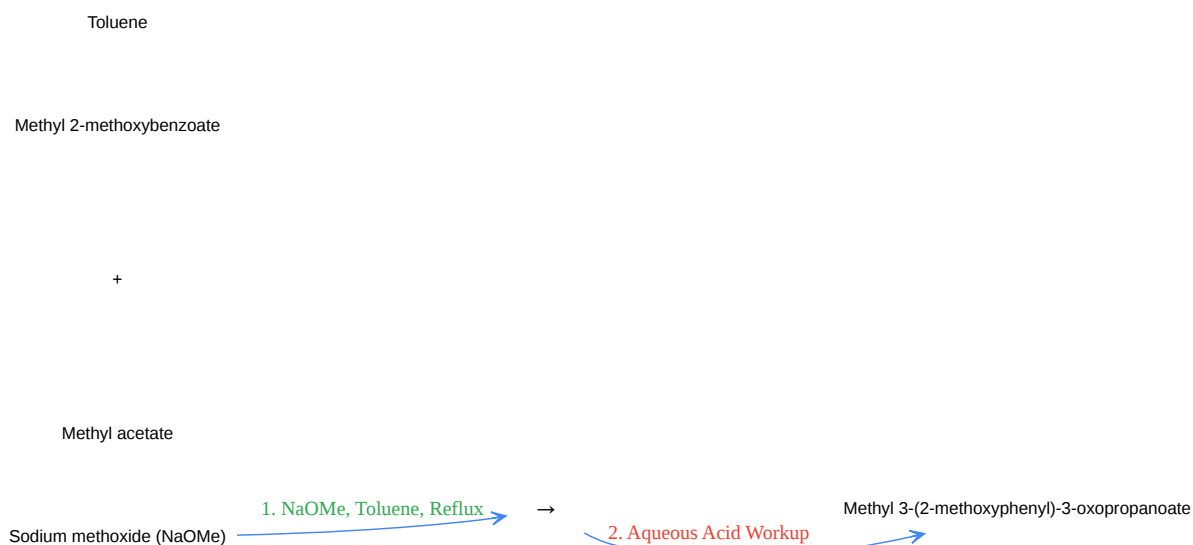 Toluene
Methyl 2-methoxybenzoate
+
Methyl acetate
1. NaOMe, Toluene, Reflux
→
Methyl 3-(2-methoxyphenyl)-3-oxopropanoate
Sodium methoxide (NaOMe)
2. Aqueous Acid Workup